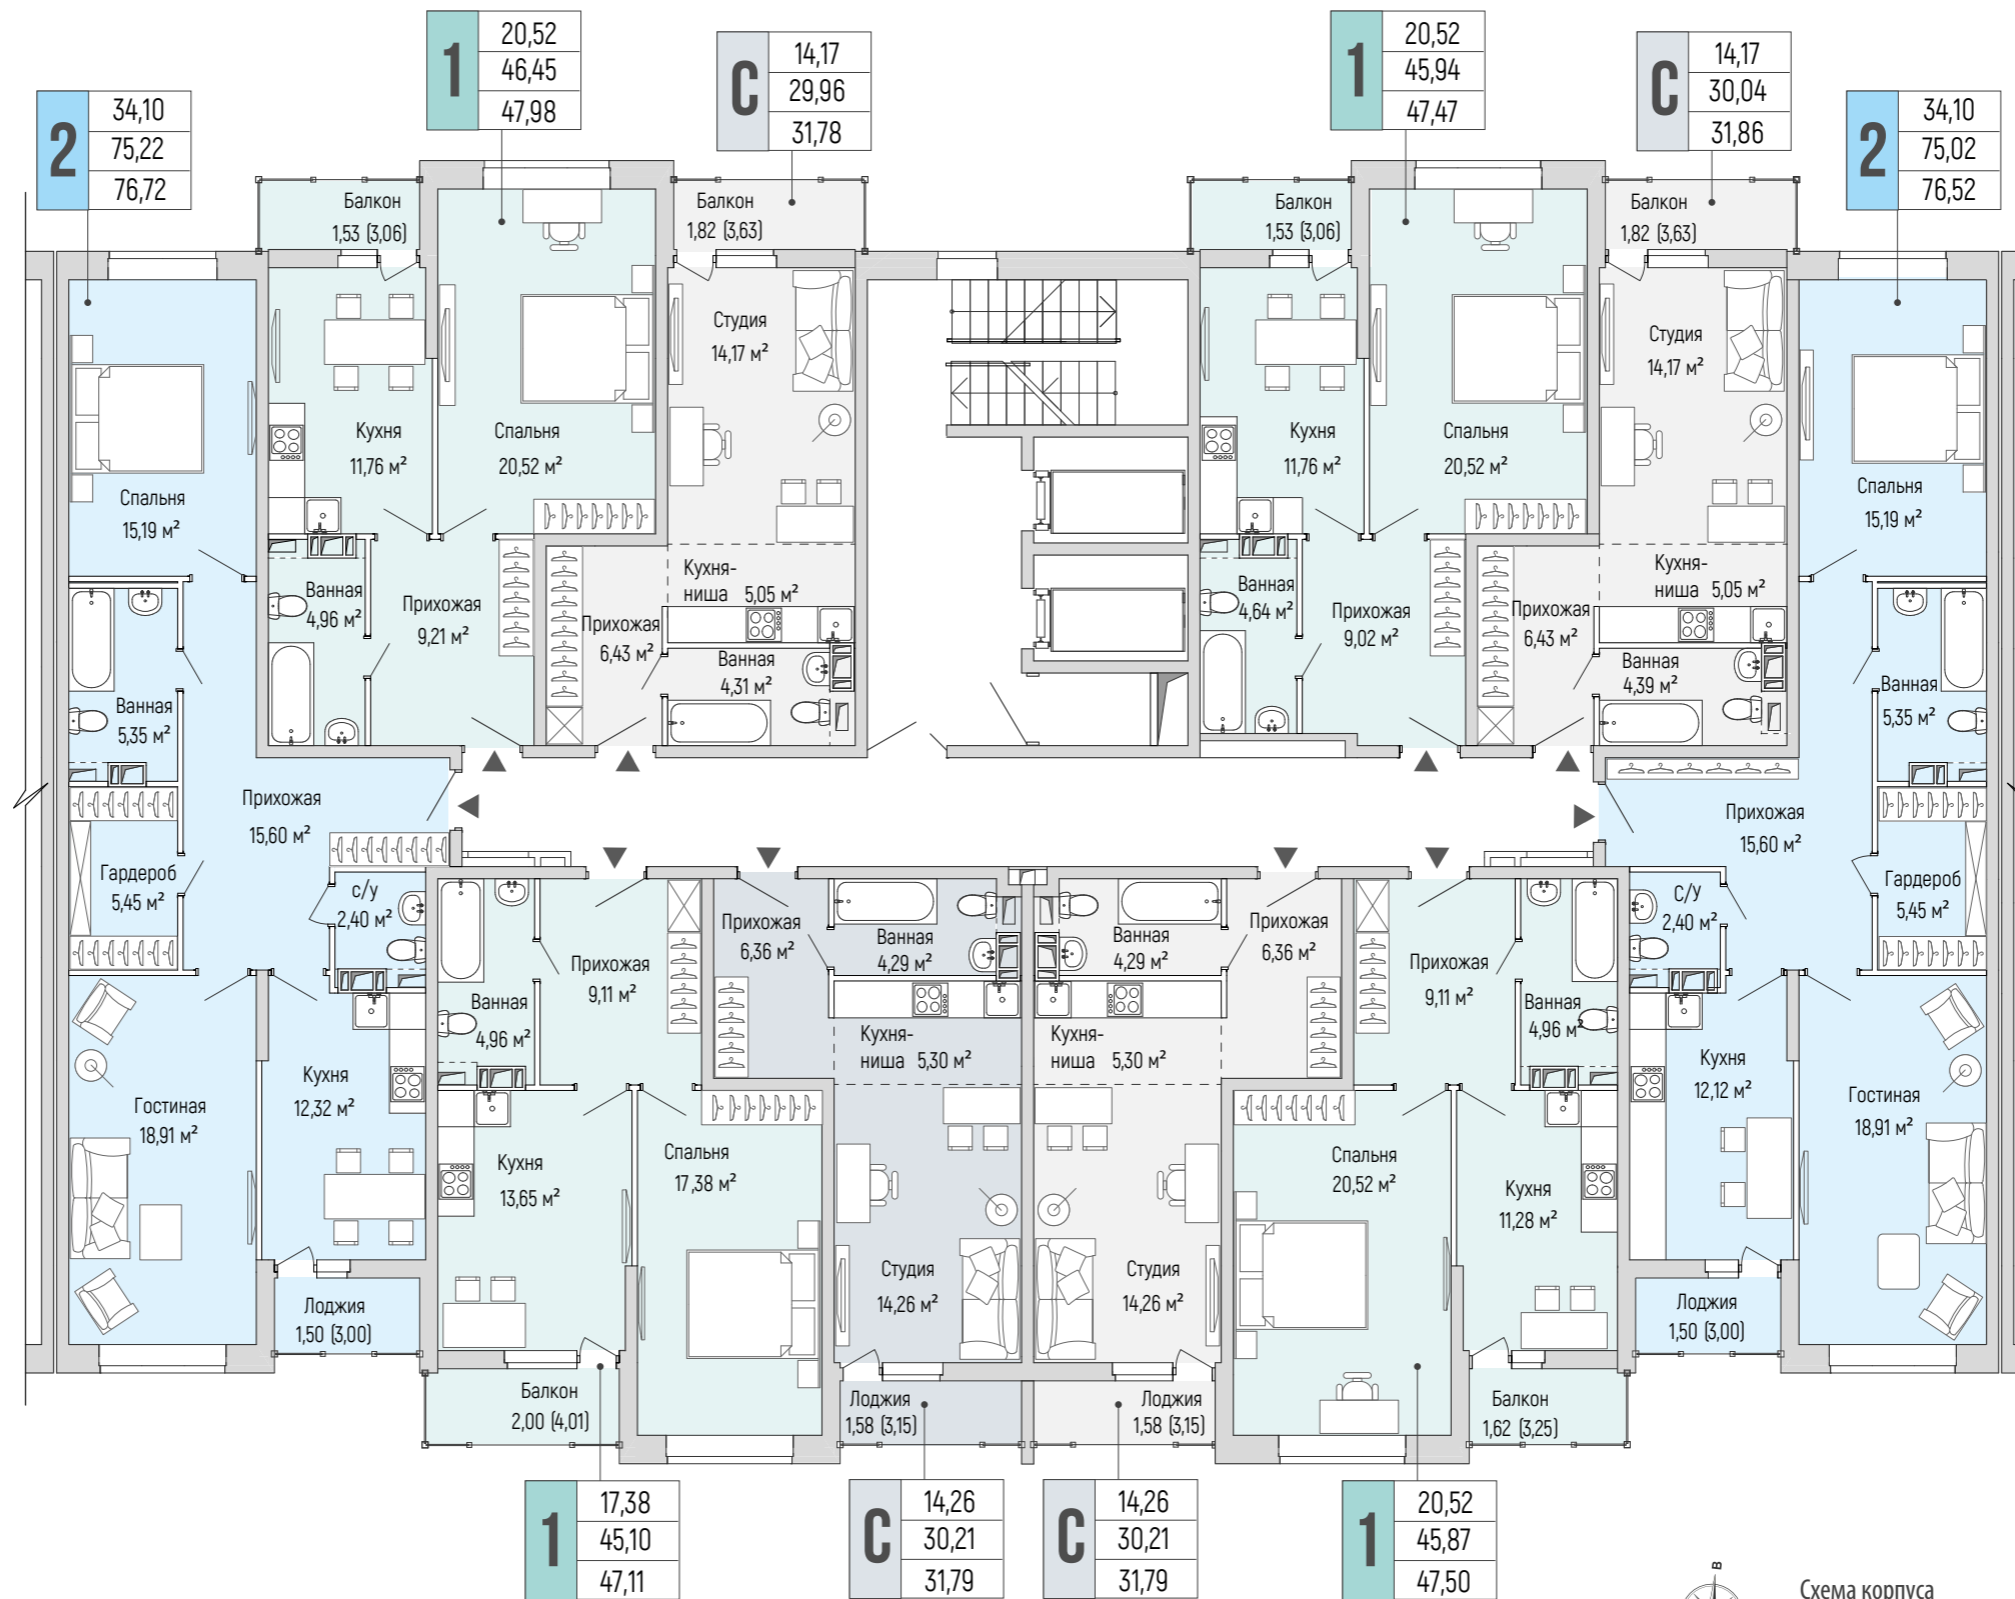 1
20,52
46,45
47,98
С
14,17
29,96
31,78
1
20,52
45,94
47,47
С
14,17
30,04
31,86
2
34,10
75,22
76,72
2
34,10
75,02
76,52
Балкон
1,53 (3,06)
Балкон
1,82 (3,63)
Балкон
1,53 (3,06)
Балкон
1,82 (3,63)
Студия
14,17 м²
Студия
14,17 м²
Кухня
11,76 м²
Спальня
20,52 м²
Кухня
11,76 м²
Спальня
20,52 м²
Спальня
15,19 м²
Спальня
15,19 м²
Ванная
4,96 м²
Прихожая
9,21 м²
Прихожая
6,43 м²
Кухня-
ниша 5,05 м²
Ванная
4,31 м²
Ванная
4,64 м²
Прихожая
9,02 м²
Прихожая
6,43 м²
Кухня-
ниша 5,05 м²
Ванная
4,39 м²
Ванная
5,35 м²
Ванная
5,35 м²
Прихожая
15,60 м²
Прихожая
15,60 м²
Гардероб
5,45 м²
с/у
2,40 м²
С/У
2,40 м²
Гардероб
5,45 м²
Прихожая
6,36 м²
Ванная
4,29 м²
Ванная
4,29 м²
Прихожая
6,36 м²
Прихожая
9,11 м²
Ванная
4,96 м²
Прихожая
9,11 м²
Ванная
4,96 м²
Кухня-
ниша 5,30 м²
Кухня-
ниша 5,30 м²
Гостиная
18,91 м²
Кухня
12,32 м²
Кухня
12,12 м²
Гостиная
18,91 м²
Кухня
13,65 м²
Спальня
17,38 м²
Спальня
20,52 м²
Кухня
11,28 м²
Студия
14,26 м²
Студия
14,26 м²
Лоджия
1,50 (3,00)
Лоджия
1,50 (3,00)
Балкон
2,00 (4,01)
Лоджия
1,58 (3,15)
Лоджия
1,58 (3,15)
Балкон
1,62 (3,25)
1
17,38
45,10
47,11
С
14,26
30,21
31,79
С
14,26
30,21
31,79
1
20,52
45,87
47,50
В
Схема корпуса